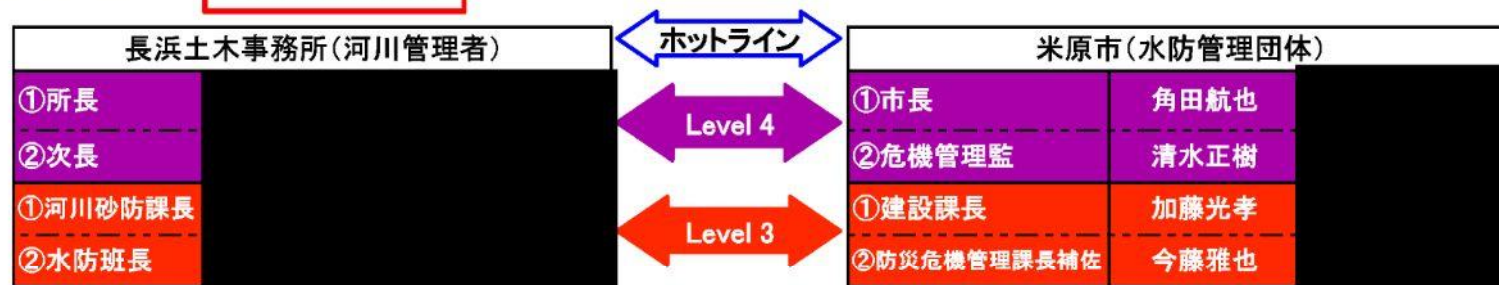 ホットライン
長浜土木事務所(河川管理者)
①所長
②次長
①河川砂防課長
②水防班長
Level 4
Level 3
米原市(水防管理団体)
①市長 角田航也
②危機管理監 清水正樹
①建設課長 加藤光孝
②防災危機管理課長補佐 今藤雅也